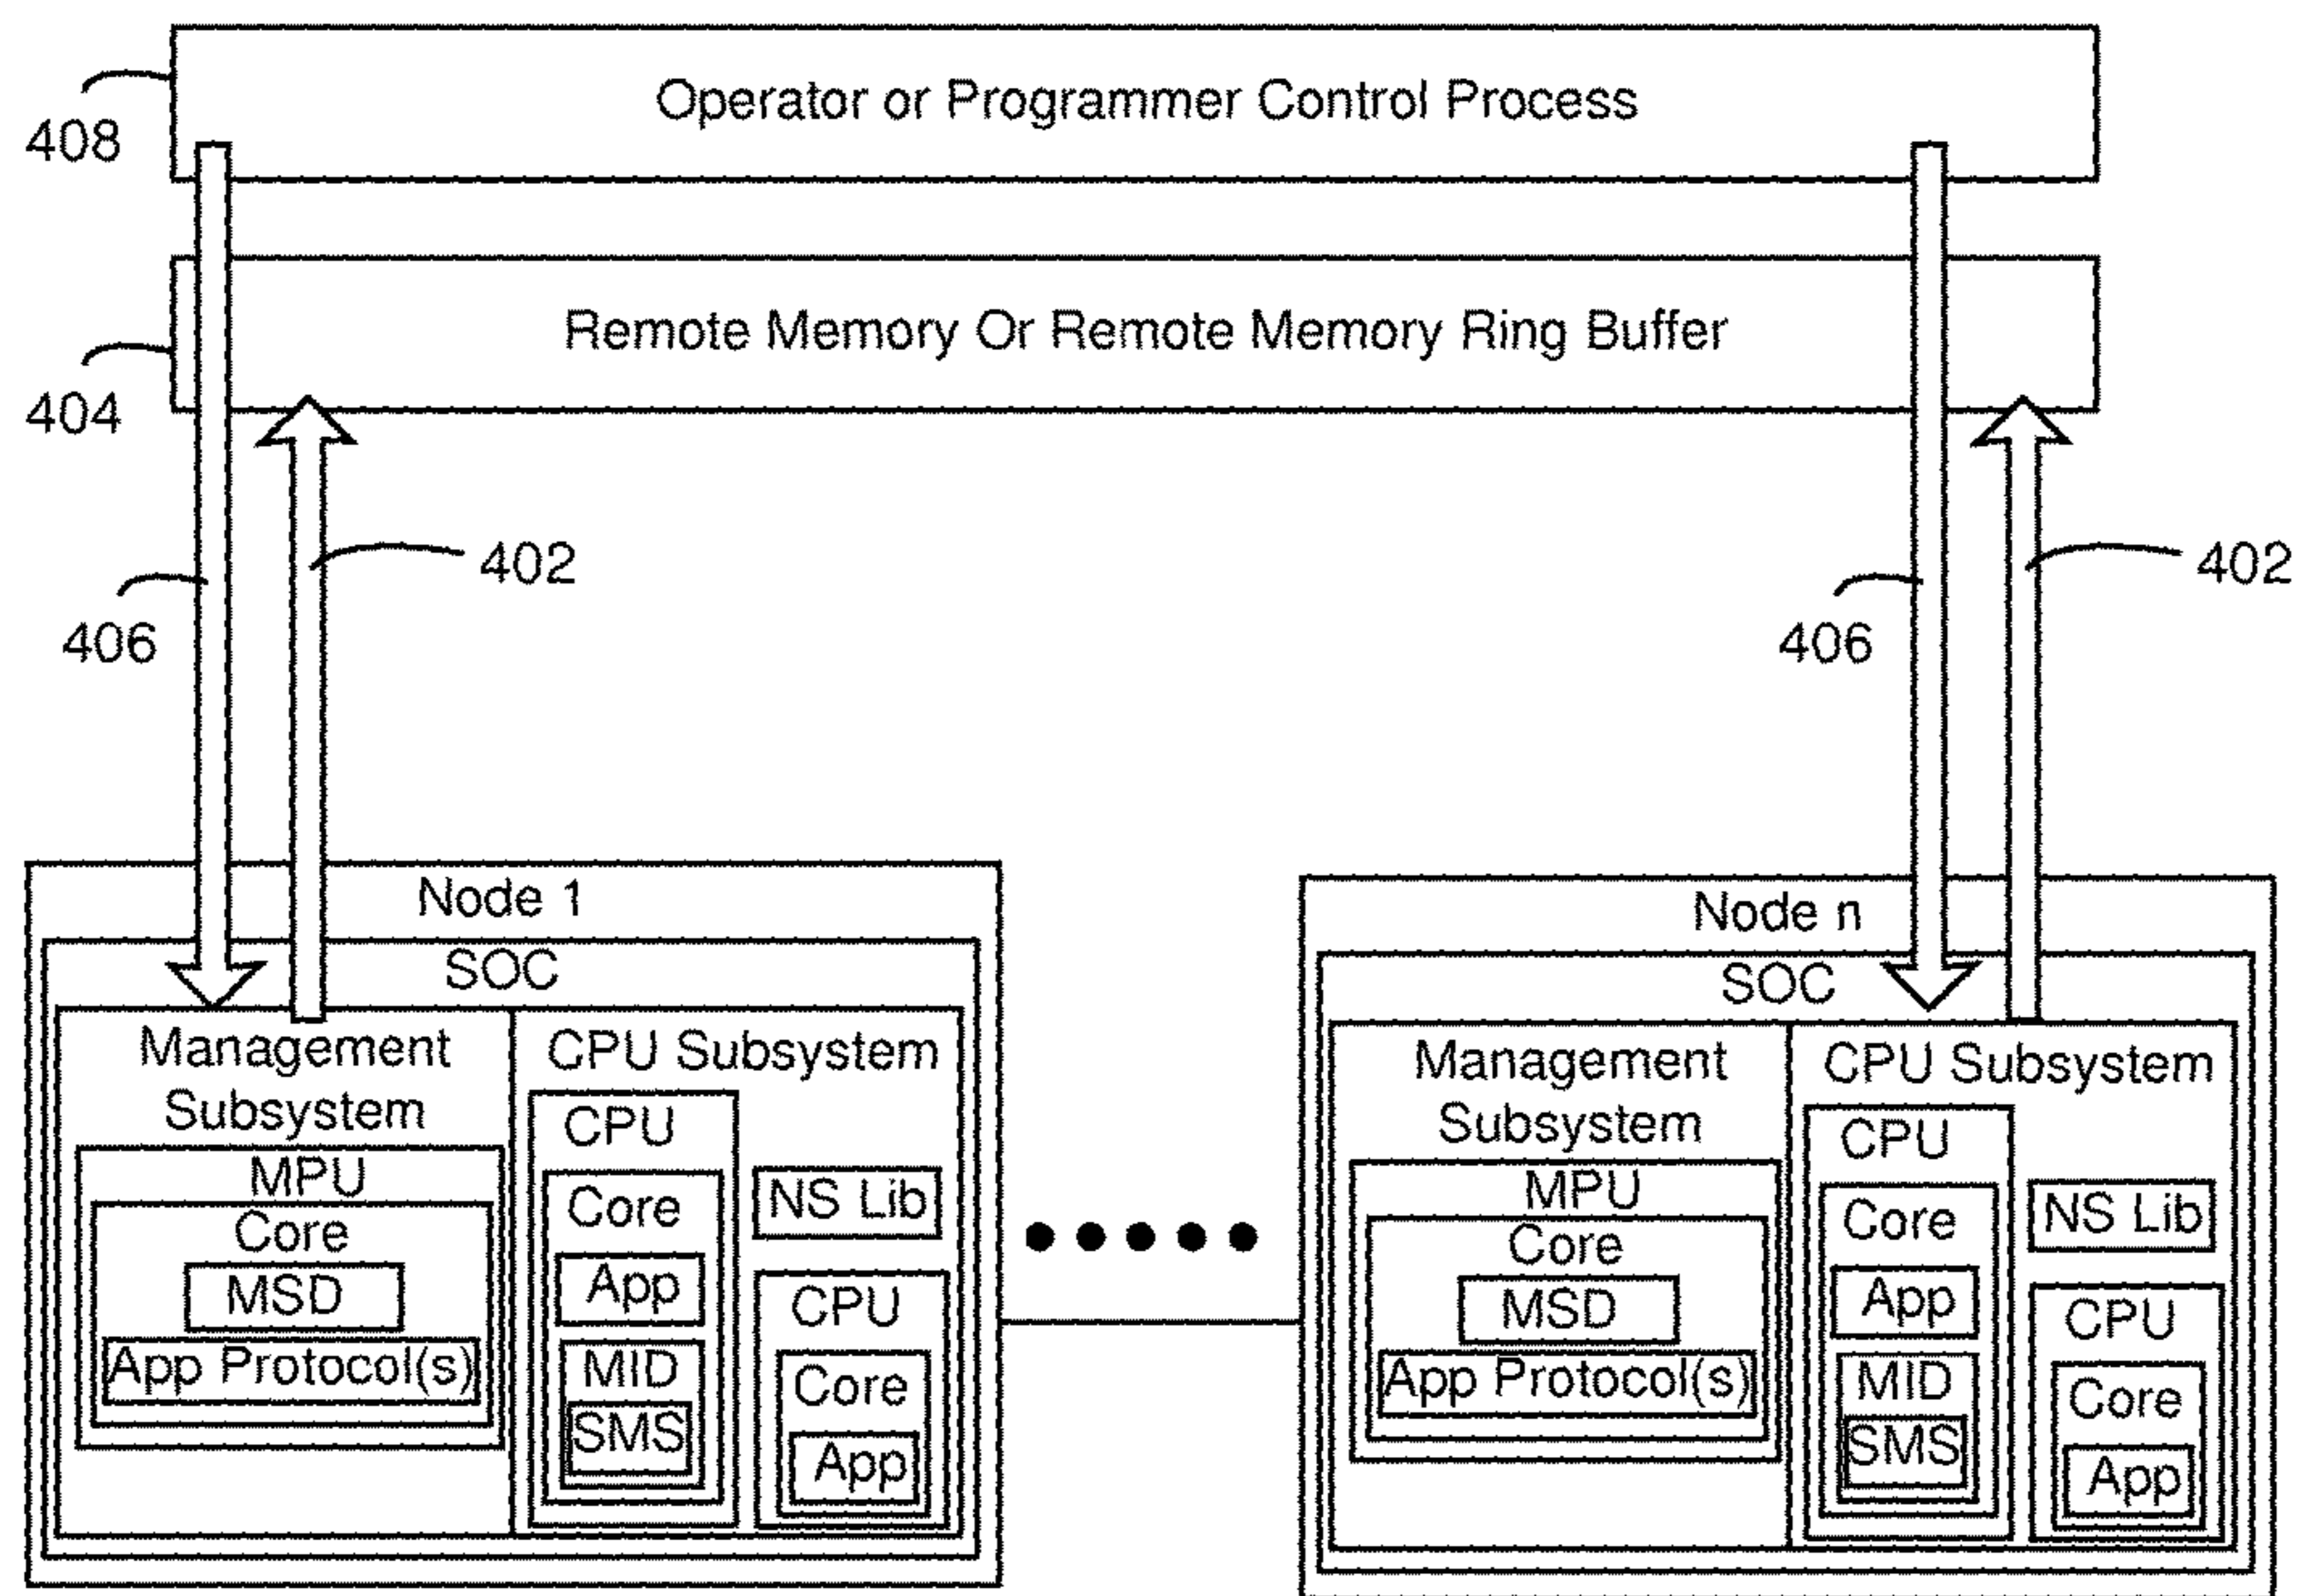 Operator or Programmer Control Process
408
Remote Memory Or Remote Memory Ring Buffer
404
402
402
406
406
Node 1
SOC
Management
Subsystem
MPU
Core
MSD
App Protocol(s)
CPU Subsystem
CPU
Core
App
MID
SMS
NS Lib
CPU
Core
App
Node n
SOC
Management
Subsystem
MPU
Core
MSD
App Protocol(s)
CPU Subsystem
CPU
Core
App
MID
SMS
NS Lib
CPU
Core
App